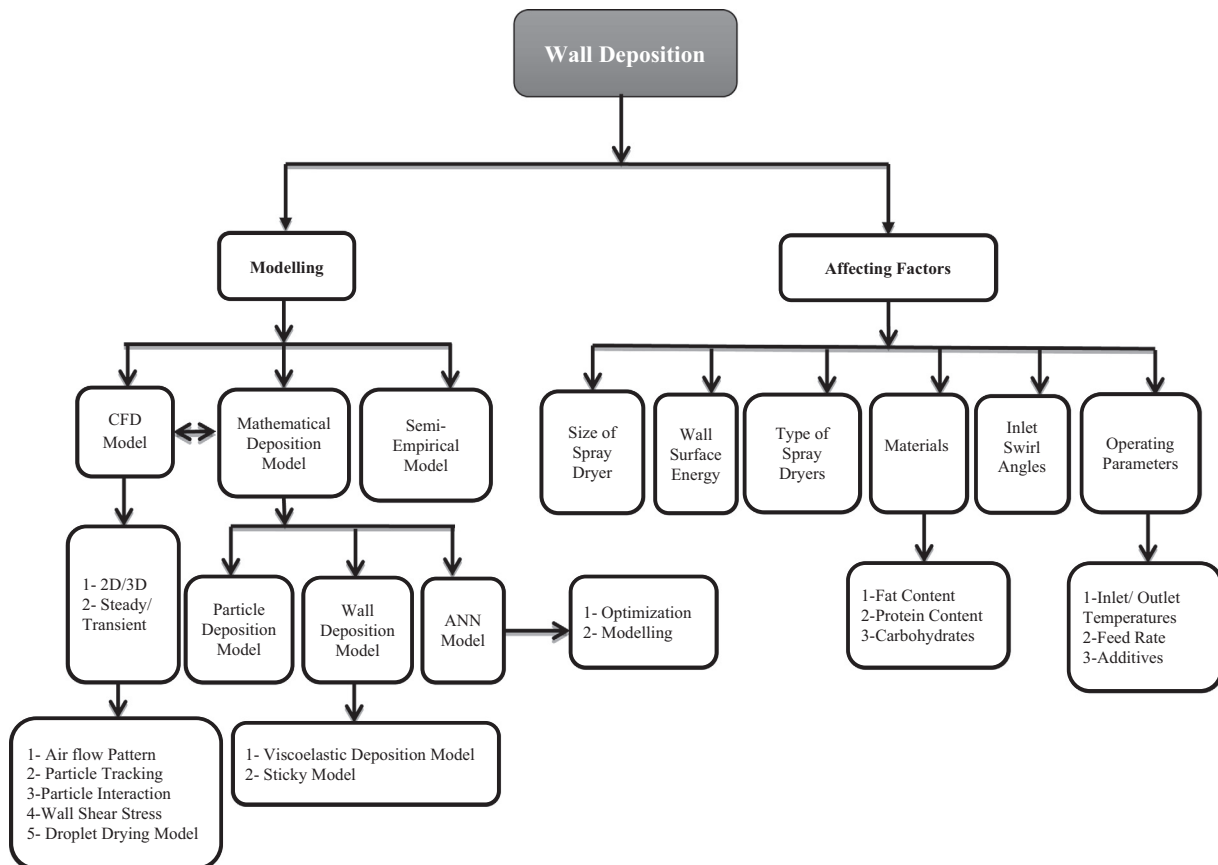 Wall Deposition
Modelling
Affecting Factors
CFD
Model
Mathematical
Deposition
Model
Semi-
Empirical
Model
Size of
Spray
Dryer
Wall
Surface
Energy
Type of
Spray
Dryers
Materials
Inlet
Swirl
Angles
Operating
Parameters
1- 2D/3D
2- Steady/
Transient
Particle
Deposition
Model
Wall
Deposition
Model
ANN
Model
1- Optimization
2- Modelling
1-Fat Content
2-Protein Content
3-Carbohydrates
1-Inlet/ Outlet
Temperatures
2-Feed Rate
3-Additives
1- Air flow Pattern
2- Particle Tracking
3-Particle Interaction
4-Wall Shear Stress
5- Droplet Drying Model
1- Viscoelastic Deposition Model
2- Sticky Model